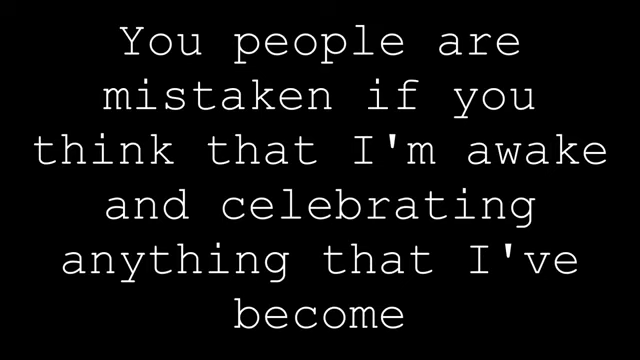 You people are
mistaken if you
think that I'm awake
and celebrating
anything that I've
become